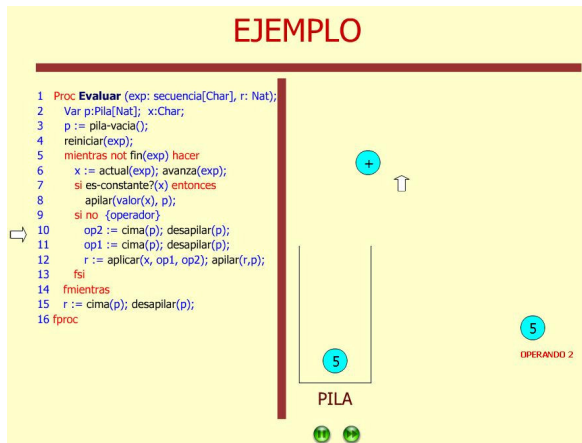 EJEMPLO
1 Proc Evaluar (exp: secuencia[Char], r: Nat);
2 Var p:Pila[Nat]; x:Char;
3 p := pila-vacia();
4 reiniciar(exp);
5 mientras not fin(exp) hacer
6 x := actual(exp); avanza(exp);
7 si es-constante?(x) entonces
8 apilar(valor(x), p);
9 si no {operador}
10 op2 := cima(p); desapilar(p);
11 op1 := cima(p); desapilar(p);
12 r := aplicar(x, op1, op2); apilar(r,p);
13 fsi
14 fmientras
15 r := cima(p); desapilar(p);
16 fproc
+
5
OPERANDO 2
5
PILA